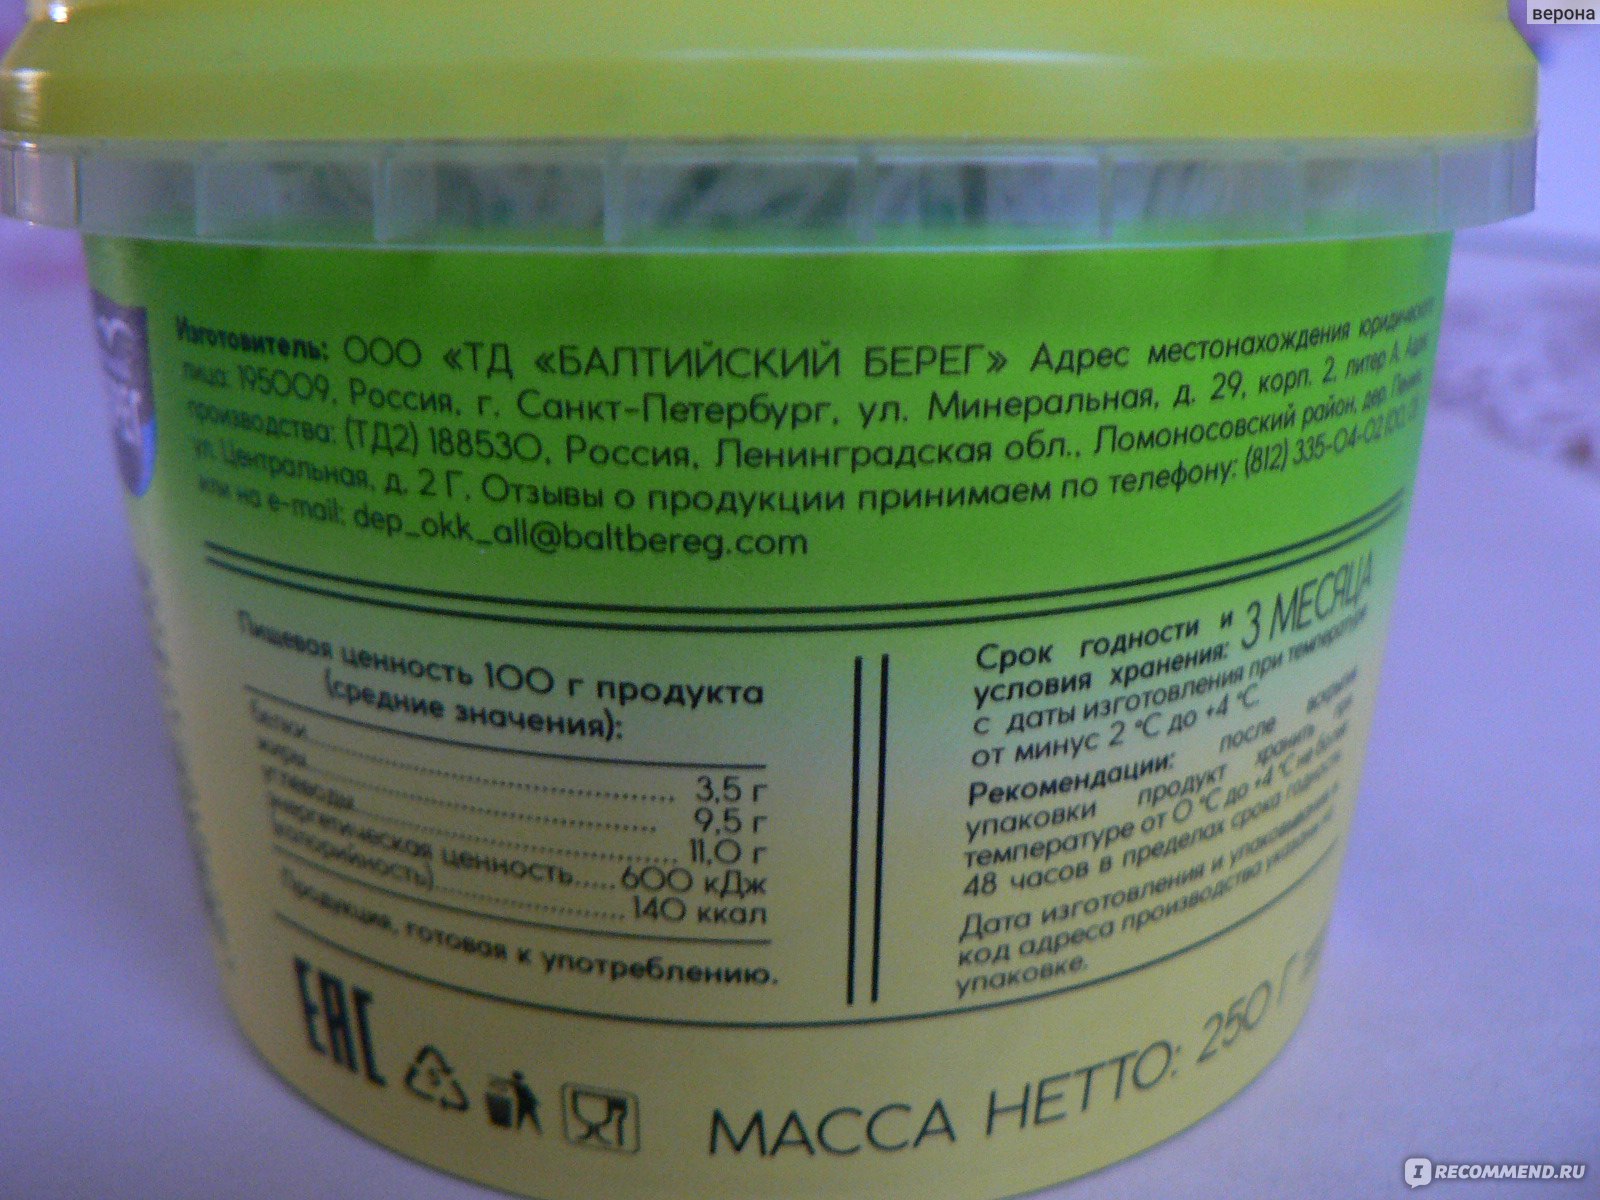 верона
Изготовитель: ООО «ТД «БАЛТИЙСКИЙ БЕРЕГ» Адрес местонахождения юридического
лица: 195009, Россия, г. Санкт-Петербург, ул. Минеральная, д. 29, корп. 2, литер А. Адрес
производства: (ТД2) 188530, Россия, Ленинградская обл., Ломоносовский район, дер.
ул. Центральная, д. 2 Г. Отзывы о продукции принимаем по телефону: (812) 335-04-02
или на e-mail: dep_okk_all@baltbereg.com
Пищевая ценность 100 г продукта
(средние значения):
Белки 3,5 г
жиры 9,5 г
углеводы 11,0 г
энергетическая ценность 600 кДж
(калорийность) 140 ккал
Продукция, готовая к употреблению.
Срок годности и
условия хранения: 3 МЕСЯЦА
с даты изготовления при температуре
от минус 2 °С до +4 °С.
Рекомендации: после вскрытия
упаковки продукт хранить при
температуре от 0 °С до +4 °С не более
48 часов в пределах срока годности.
Дата изготовления и упаковывания и
код адреса производства указаны на
упаковке.
EAC
5
МАССА НЕТТО: 250 Г
IRECOMMEND.RU